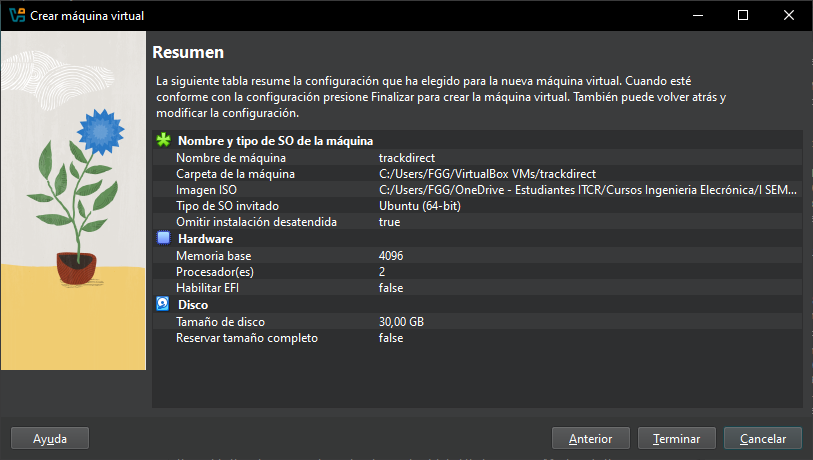 Crear máquina virtual
Resumen
La siguiente tabla resume la configuración que ha elegido para la nueva máquina virtual. Cuando esté
conforme con la configuración presione Finalizar para crear la máquina virtual. También puede volver atrás y
modificar la configuración.
Nombre y tipo de SO de la máquina
Nombre de máquina trackdirect
Carpeta de la máquina C:/Users/FGG/VirtualBox VMs/trackdirect
Imagen ISO C:/Users/FGG/OneDrive - Estudiantes ITCR/Cursos Ingenieria Elecrónica/I SEM...
Tipo de SO invitado Ubuntu (64-bit)
Omitir instalación desatendida true
Hardware
Memoria base 4096
Procesador(es) 2
Habilitar EFI false
Disco
Tamaño de disco 30,00 GB
Reservar tamaño completo false
Ayuda Anterior Terminar Cancelar